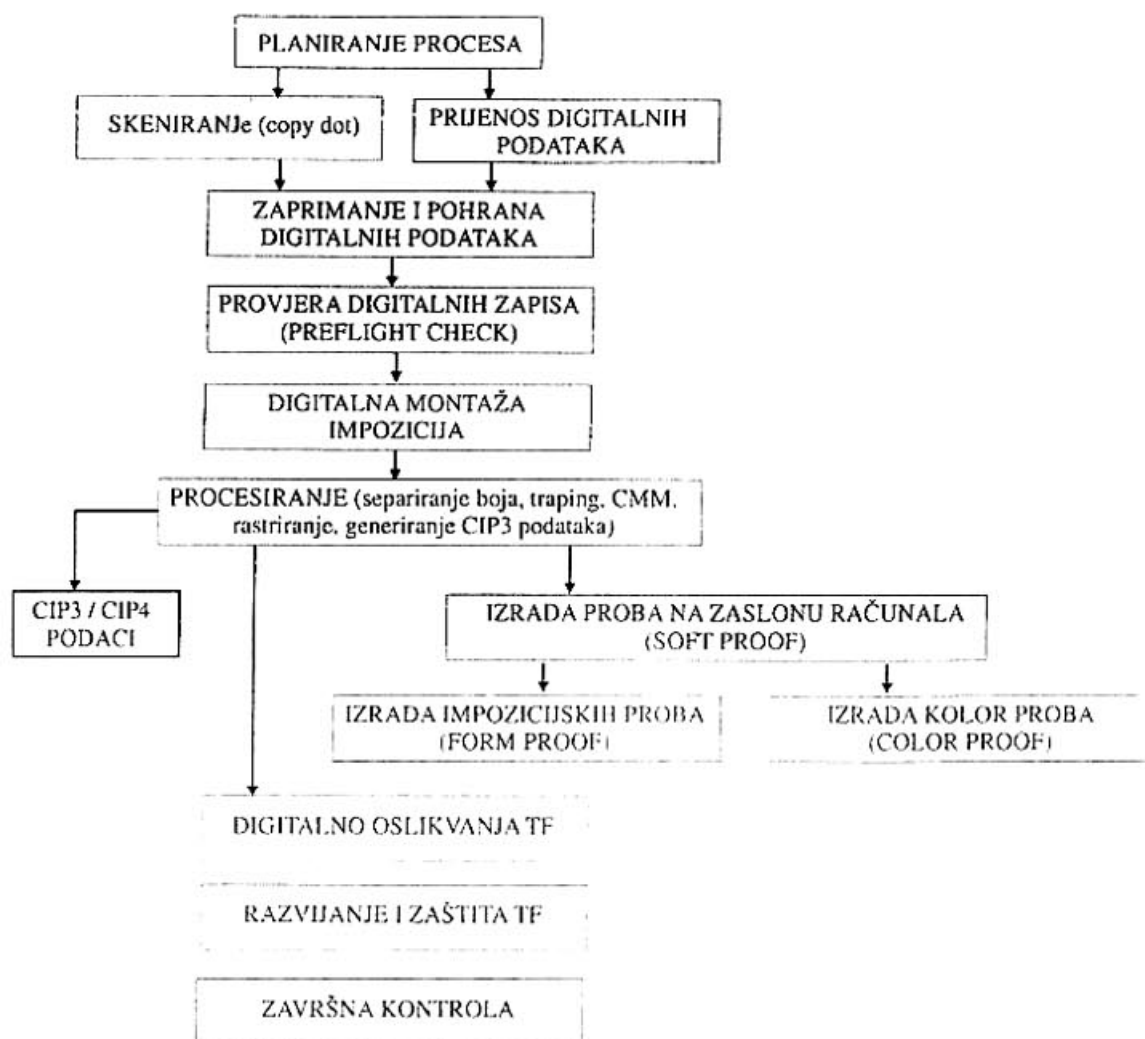 PLANIRANJE PROCESA
SKENIRANJe (copy dot)
PRIJENOS DIGITALNIH
PODATAKA
ZAPRIMANJE I POHRANA
DIGITALNIH PODATAKA
PROVJERA DIGITALNIH ZAPISA
(PREFLIGHT CHECK)
DIGITALNA MONTAŽA
IMPOZICIJA
PROCESIRANJE (separiranje boja, traping, CMM,
rastriranje, generiranje CIP3 podataka)
CIP3 / CIP4
PODACI
IZRADA PROBA NA ZASLONU RAČUNALA
(SOFT PROOF)
IZRADA IMPOZICIJSKIH PROBA
(FORM PROOF)
IZRADA KOLOR PROBA
(COLOR PROOF)
DIGITALNO OSLIKVANJA TF
RAZVIJANJE I ZAŠTITA TF
ZAVRŠNA KONTROLA